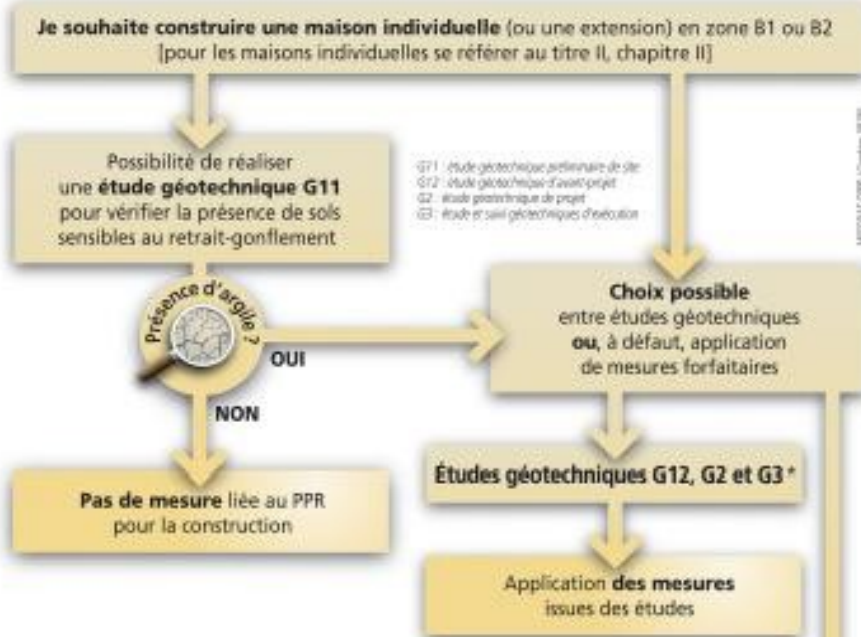 Je souhaite construire une maison individuelle (ou une extension) en zone B1 ou B2
[pour les maisons individuelles se référer au titre II, chapitre II]
Possibilité de réaliser
une étude géotechnique G11
pour vérifier la présence de sols
sensibles au retrait-gonflement
G11 : étude géotechnique préliminaire de site
G12 : étude géotechnique d'avant-projet
G2 : étude géotechnique de projet
G3 : étude et suivi géotechniques d'exécution
Présence d'argile ?
OUI
NON
Choix possible
entre études géotechniques
ou, à défaut, application
de mesures forfaitaires
Pas de mesure liée au PPR
pour la construction
Études géotechniques G12, G2 et G3*
Application des mesures
issues des études